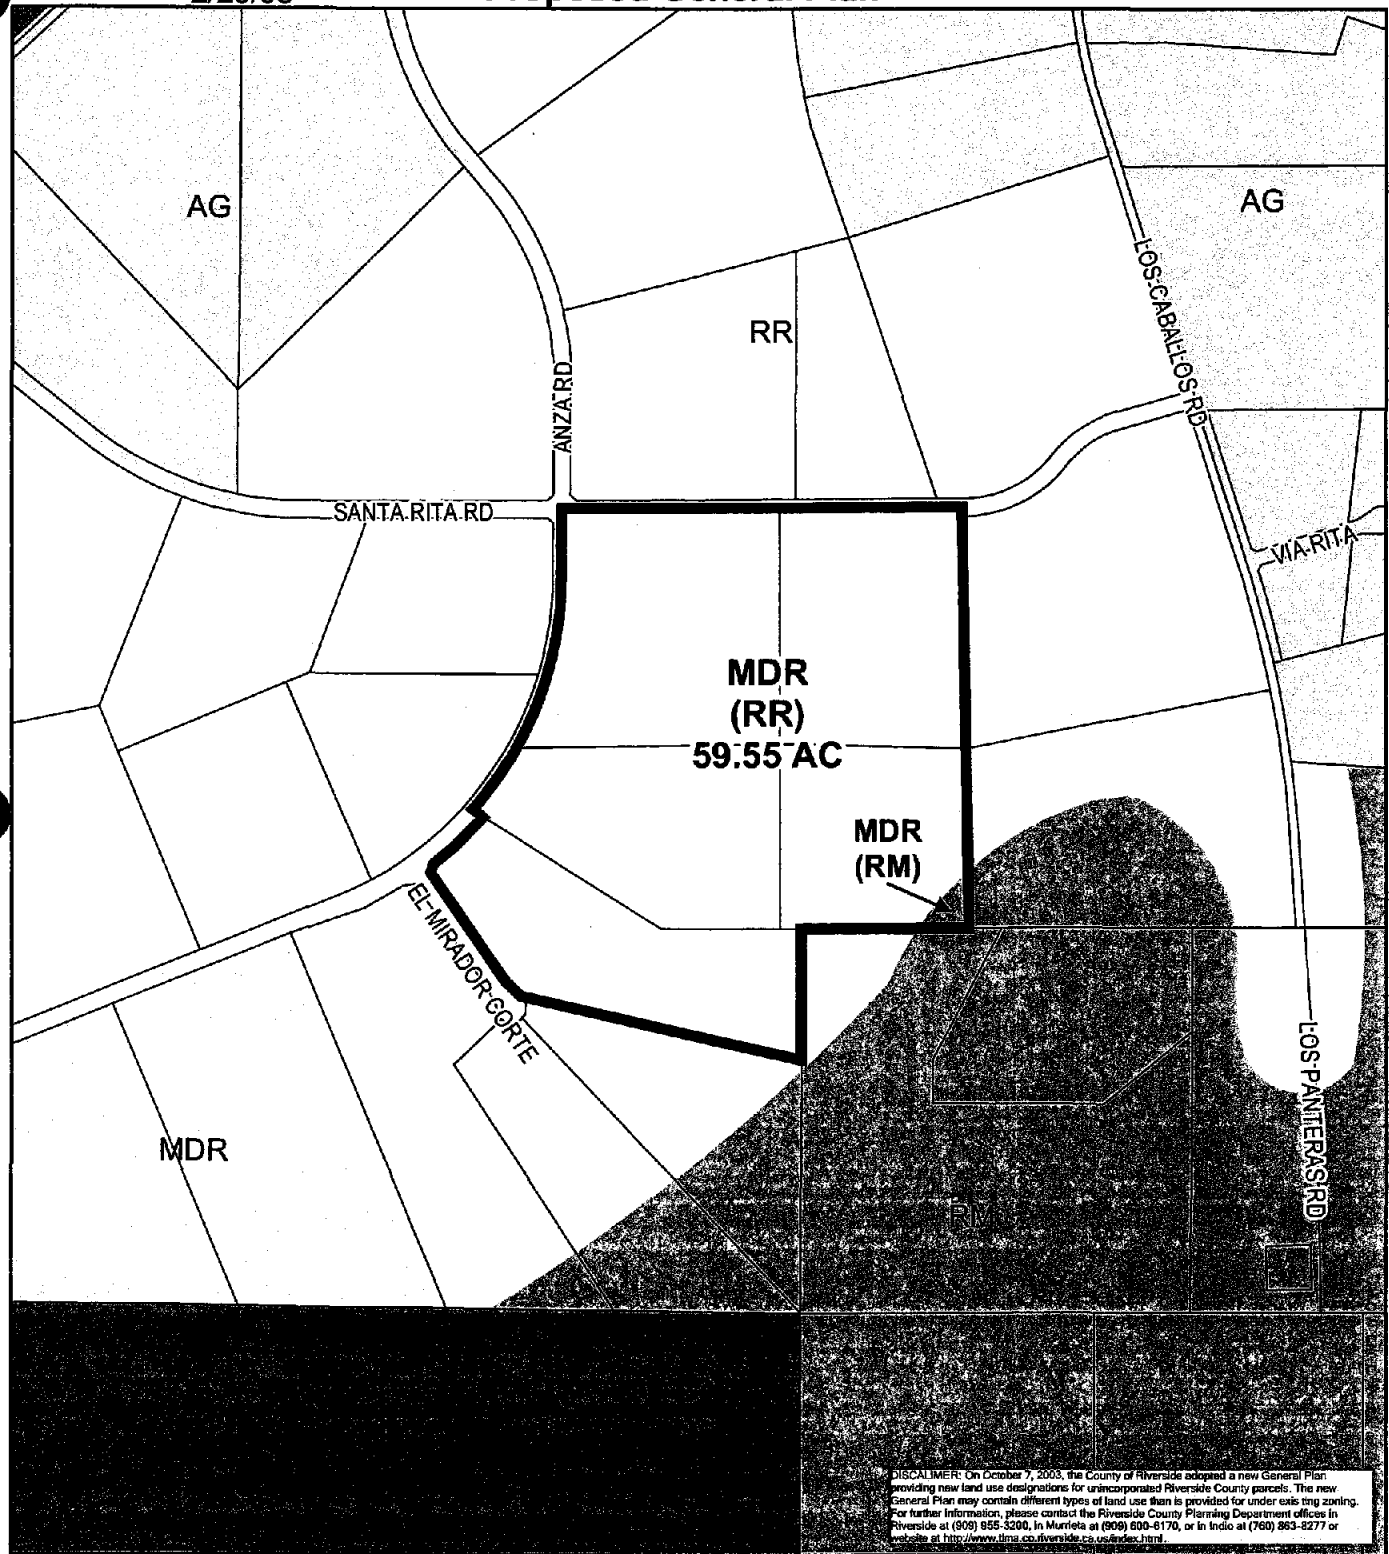 AG
AG
LOS CABALLOS RD
RR
ANZA RD
SANTA RITA RD
VIA RITA
MDR
(RR)
59.55 AC
MDR
(RM)
EL MIRADOR CORTE
LOS PANTERAS RD
MDR
RM
DISCALIMER: On October 7, 2003, the County of Riverside adopted a new General Plan
providing new land use designations for unincorporated Riverside County parcels. The new
General Plan may contain different types of land use than is provided for under existing zoning.
For further information, please contact the Riverside County Planning Department offices in
Riverside at (909) 955-3200, in Murrieta at (909) 600-6170, or in Indio at (760) 863-8277 or
website at http://www.tlma.co.riverside.ca.us/index.html.